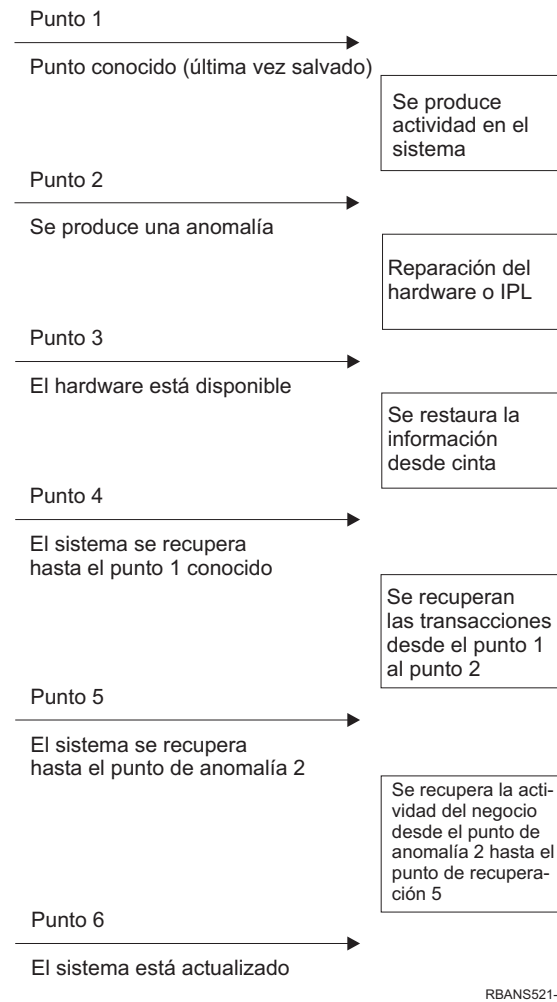 Punto 1
Punto conocido (última vez salvado)
Se produce
actividad en el
sistema
Punto 2
Se produce una anomalía
Reparación del
hardware o IPL
Punto 3
El hardware está disponible
Se restaura la
información
desde cinta
Punto 4
El sistema se recupera
hasta el punto 1 conocido
Se recuperan
las transacciones
desde el punto 1
al punto 2
Punto 5
El sistema se recupera
hasta el punto de anomalía 2
Se recupera la acti-
vidad del negocio
desde el punto de
anomalía 2 hasta el
punto de recupera-
ción 5
Punto 6
El sistema está actualizado
RBANS521-